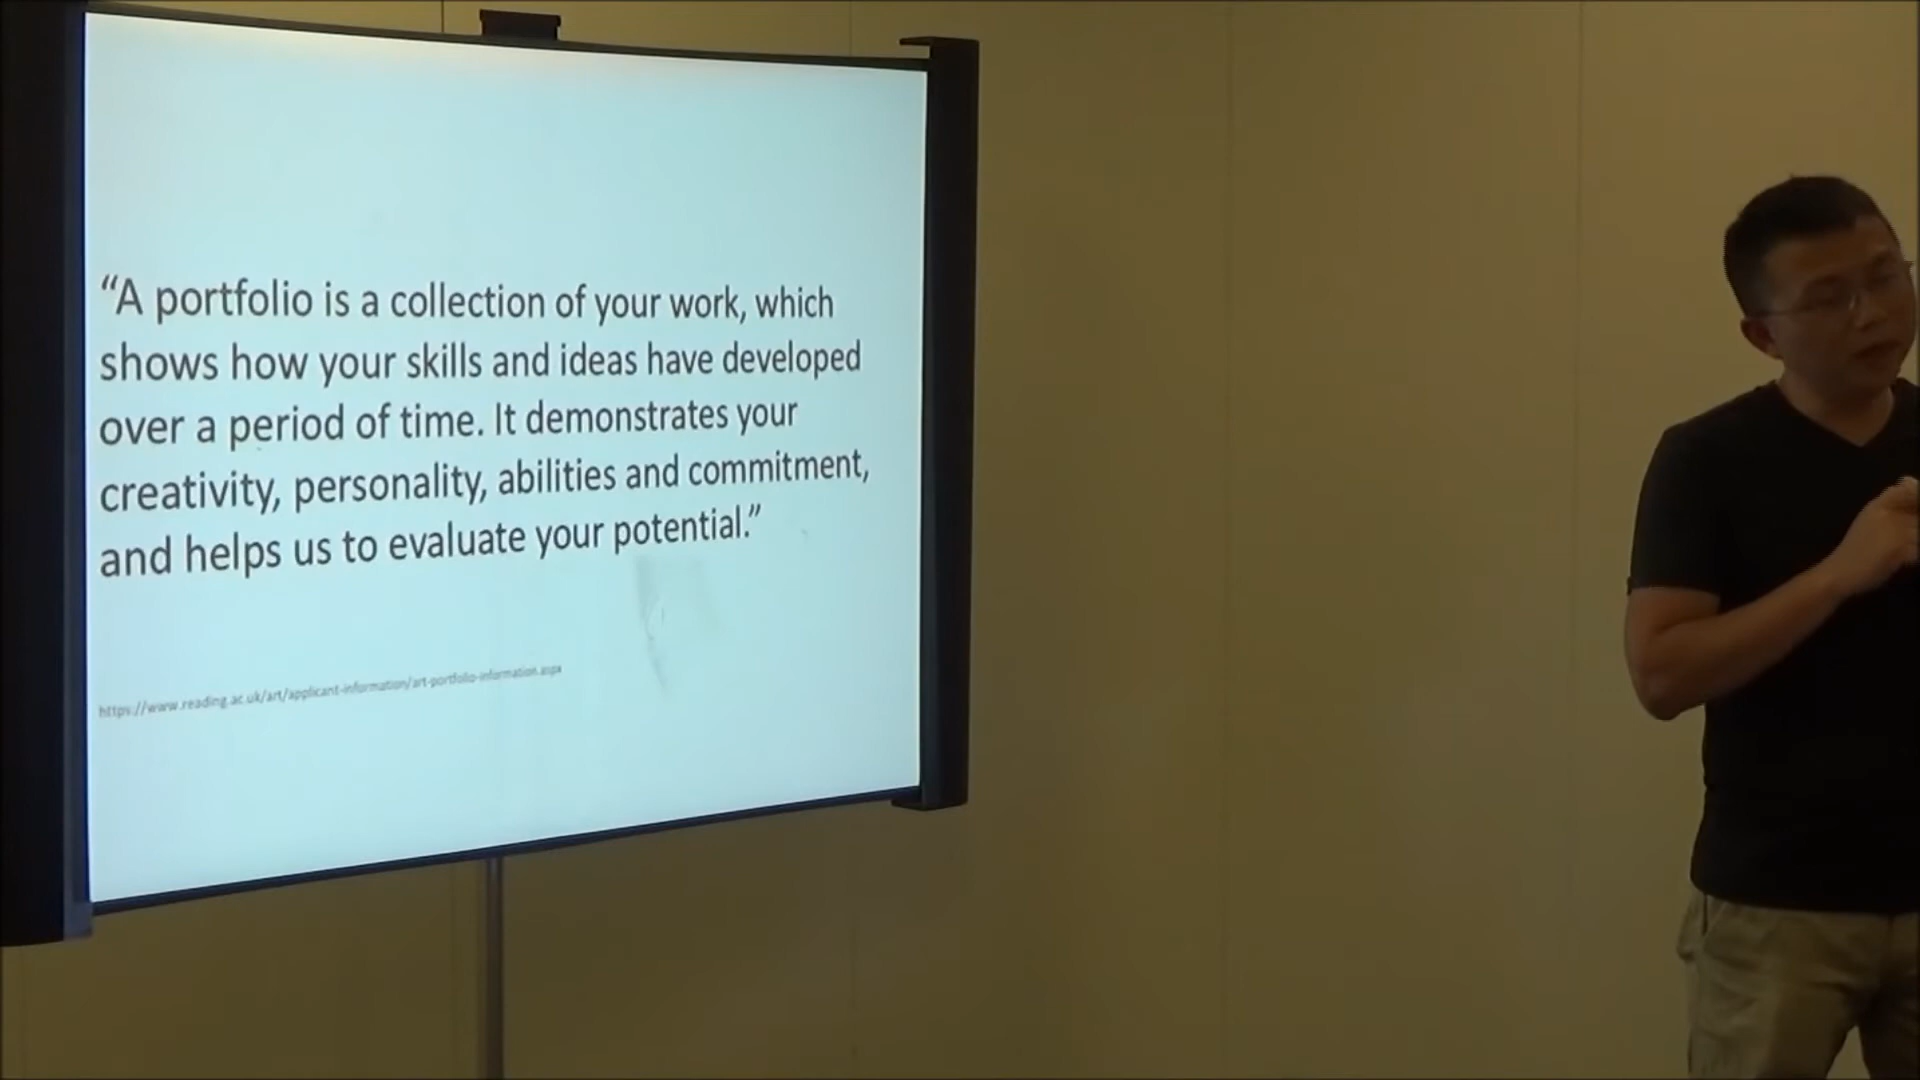 “A portfolio is a collection of your work, which
shows how your skills and ideas have developed
over a period of time. It demonstrates your
creativity, personality, abilities and commitment,
and helps us to evaluate your potential.”
https://www.reading.ac.uk/art/applicant-information/art-portfolio-information.aspx